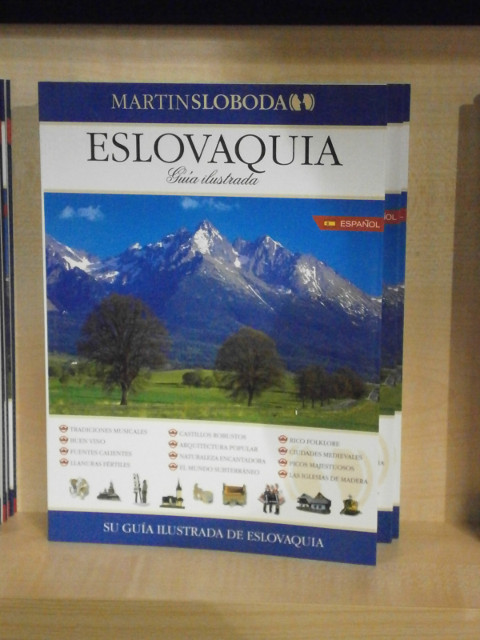 MARTINSLOBODA
ESLOVAQUIA
Guía ilustrada
ESPAÑOL
TRADICIONES MUSICALES
BUEN VINO
FUENTES CALIENTES
LLANURAS FÉRTILES
CASTILLOS ROBUSTOS
ARQUITECTURA POPULAR
NATURALEZA ENCANTADORA
EL MUNDO SUBTERRÁNEO
RICO FOLKLORE
CIUDADES MEDIEVALES
PICOS MAJESTUOSOS
LAS IGLESIAS DE MADERA
SU GUÍA ILUSTRADA DE ESLOVAQUIA